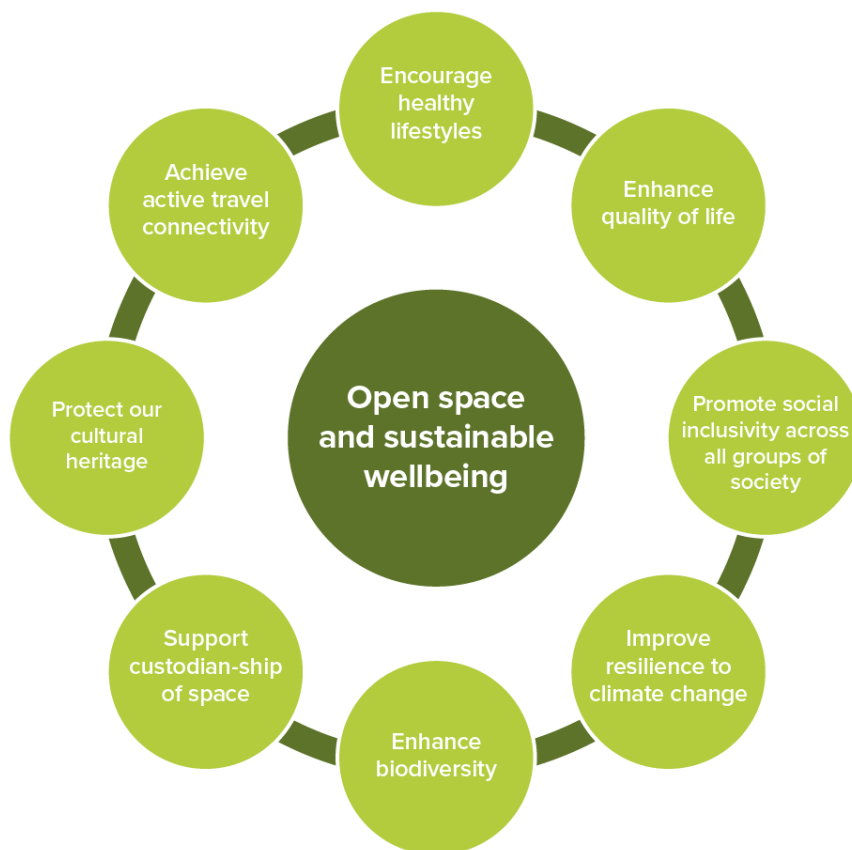 Encourage
healthy
lifestyles
Enhance
quality of life
Promote social
inclusivity across
all groups of
society
Improve
resilience to
climate change
Enhance
biodiversity
Support
custodian-ship
of space
Protect our
cultural
heritage
Achieve
active travel
connectivity
Open space
and sustainable
wellbeing